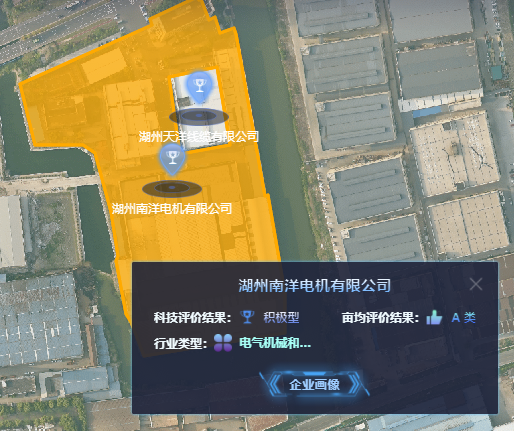 湖州天洋线缆有限公司
湖州南洋电机有限公司
湖州南洋电机有限公司
科技评价结果： 积极型 亩均评价结果： A 类
行业类型： 电气机械和...
企业画像